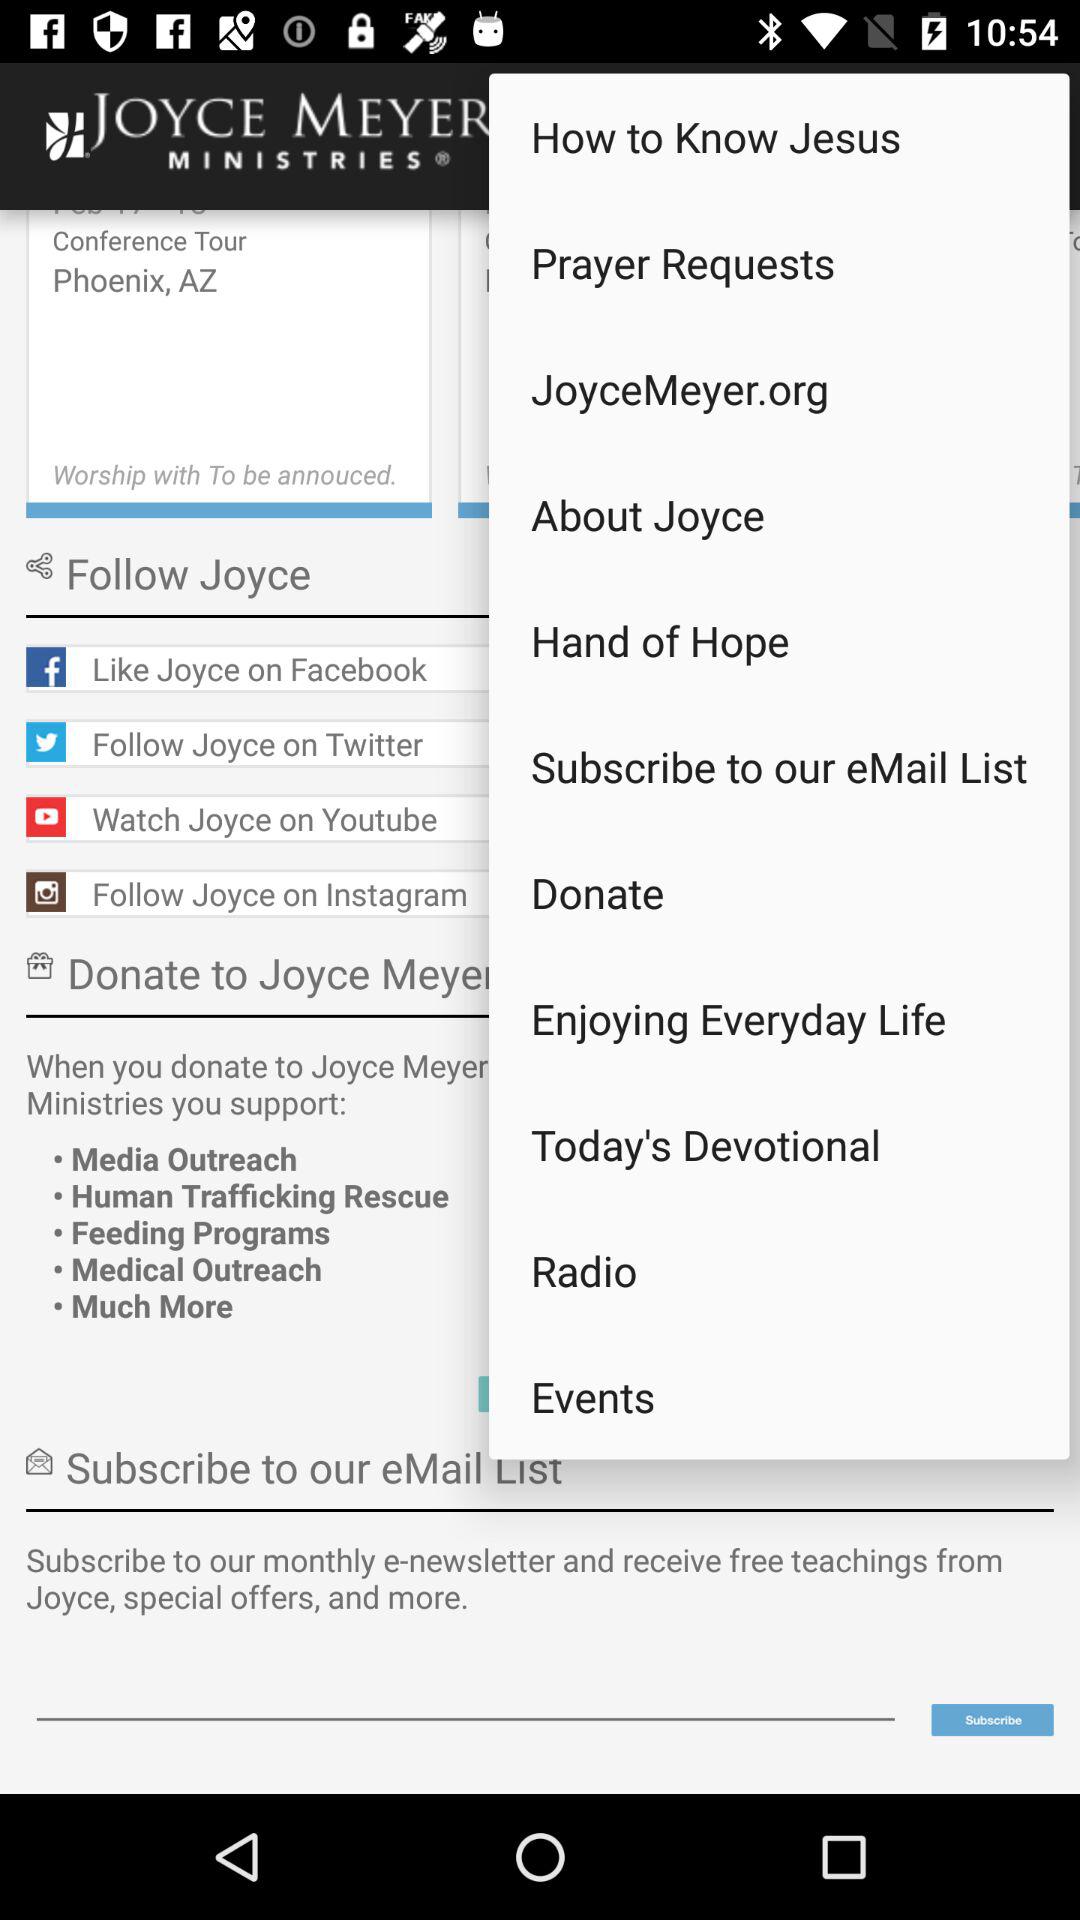 FAK
10:54
JOYCE MEYER
MINISTRIES®
How to Know Jesus
Prayer Requests
JoyceMeyer.org
About Joyce
Hand of Hope
Subscribe to our eMail List
Donate
Enjoying Everyday Life
Today's Devotional
Radio
Events
Conference Tour
Phoenix, AZ
Worship with To be annouced.
Follow Joyce
Like Joyce on Facebook
Follow Joyce on Twitter
Watch Joyce on Youtube
Follow Joyce on Instagram
Donate to Joyce Meyer
When you donate to Joyce Meyer
Ministries you support:
• Media Outreach
• Human Trafficking Rescue
• Feeding Programs
• Medical Outreach
• Much More
Subscribe to our eMail List
Subscribe to our monthly e-newsletter and receive free teachings from
Joyce, special offers, and more.
Subscribe